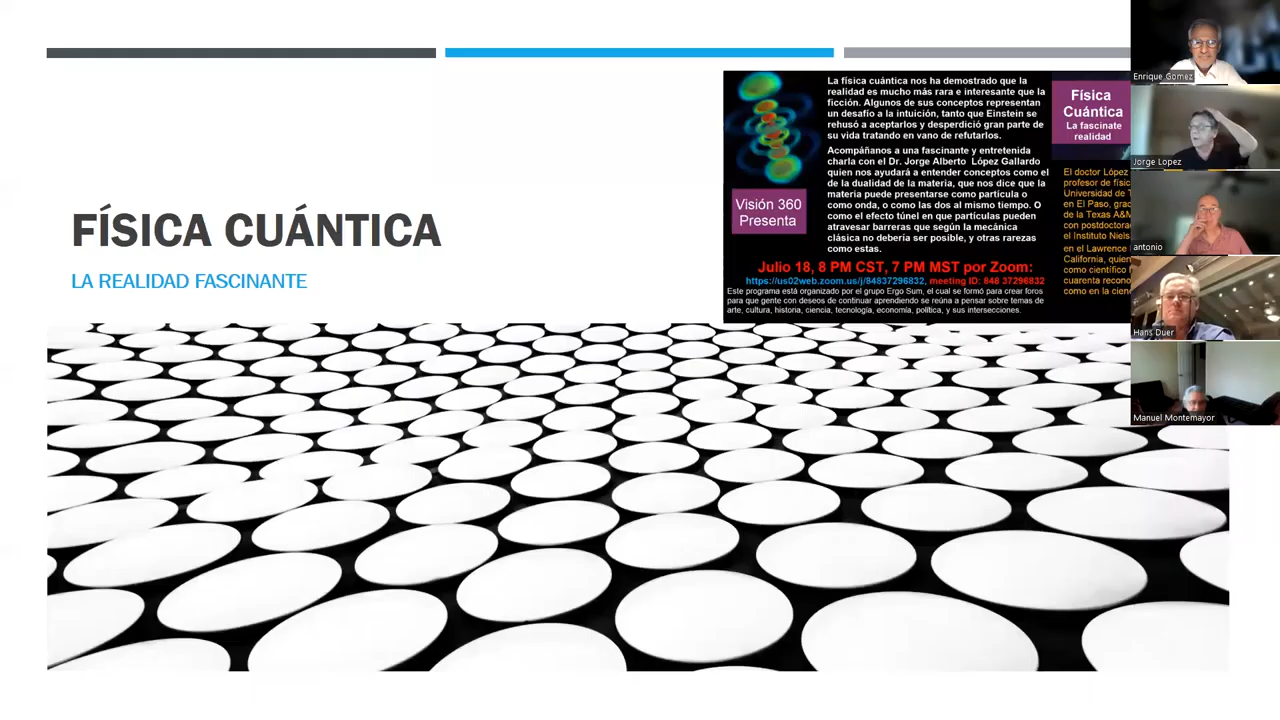 FÍSICA CUÁNTICA
LA REALIDAD FASCINANTE
La física cuántica nos ha demostrado que la
realidad es mucho más rara e interesante que la
ficción. Algunos de sus conceptos representan
un desafío a la intuición, tanto que Einstein se
rehusó a aceptarlos y desperdició gran parte de
su vida tratando en vano de refutarlos.
Acompáñanos a una fascinante y entretenida
charla con el Dr. Jorge Alberto López Gallardo
quien nos ayudará a entender conceptos como el
de la dualidad de la materia, que nos dice que la
materia puede presentarse como partícula o
como onda, o como las dos al mismo tiempo. O
como el efecto túnel en que partículas pueden
atravesar barreras que según la mecánica
clásica no debería ser posible, y otras rarezas
como estas.
Visión 360
Presenta
Julio 18, 8 PM CST, 7 PM MST por Zoom:
https://us02web.zoom.us/j/84837296832, meeting ID: 848 37296832
Este programa está organizado por el grupo Ergo Sum, el cual se formó para crear foros
para que gente con deseos de continuar aprendiendo se reúna a pensar sobre temas de
arte, cultura, historia, ciencia, tecnología, economía, política, y sus intersecciones.
Física
Cuántica
La fascinate
realidad
El doctor López
profesor de físic
Universidad de T
en El Paso, grad
de la Texas A&M
con postdoctora
el Instituto Niels
en el Lawrence
California, quien
como científico
cuarenta recono
como en la cien
Enrique Gomez
Jorge Lopez
antonio
Hans Duer
Manuel Montemayor